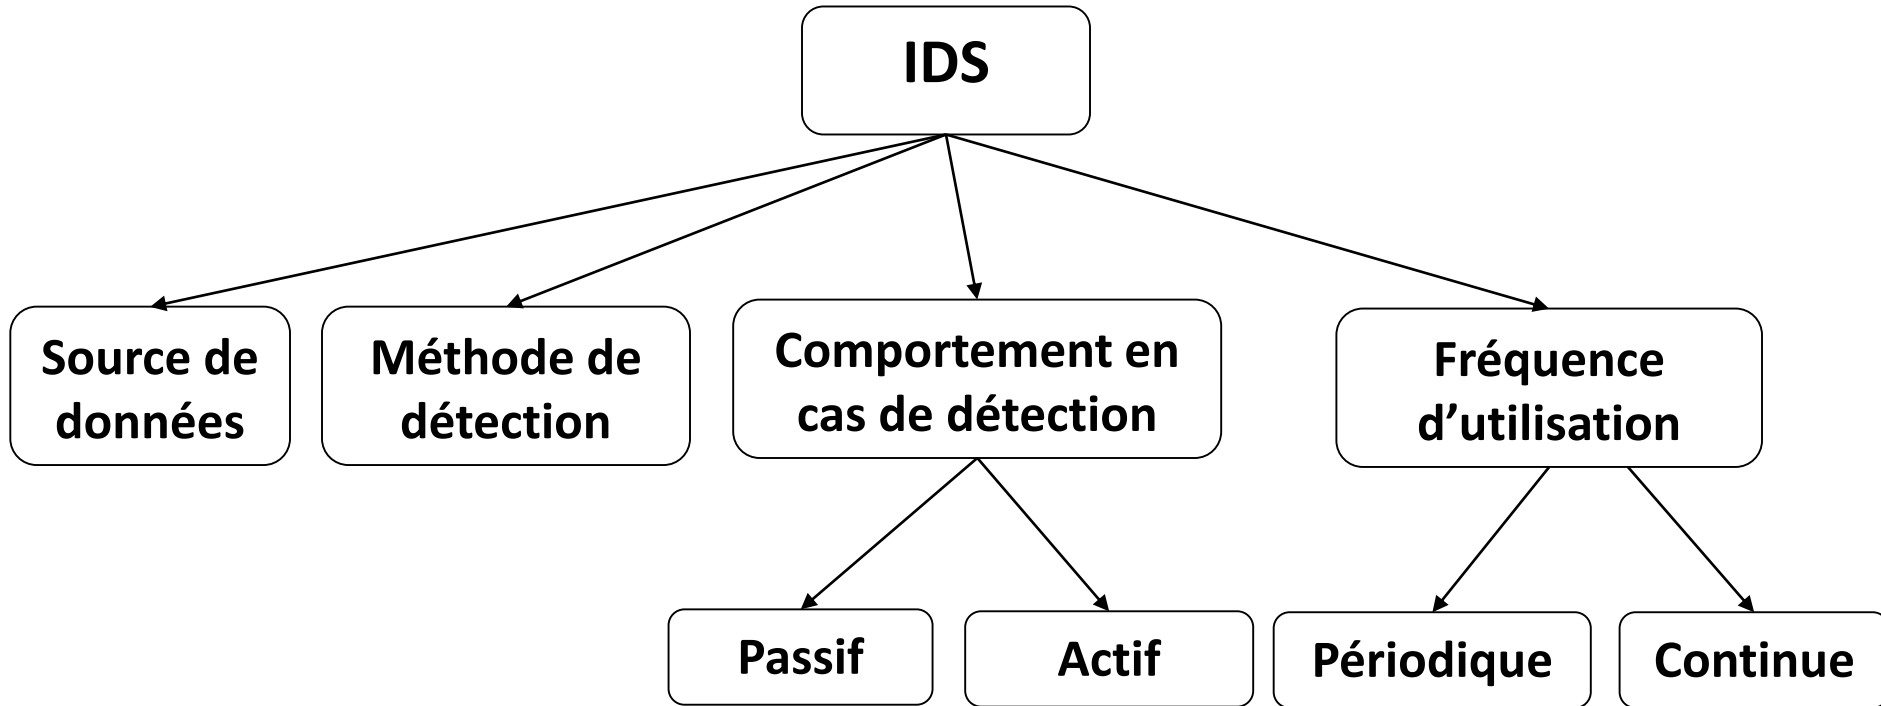 IDS
Source de
données
Méthode de
détection
Comportement en
cas de détection
Fréquence
d’utilisation
Passif
Actif
Périodique
Continue